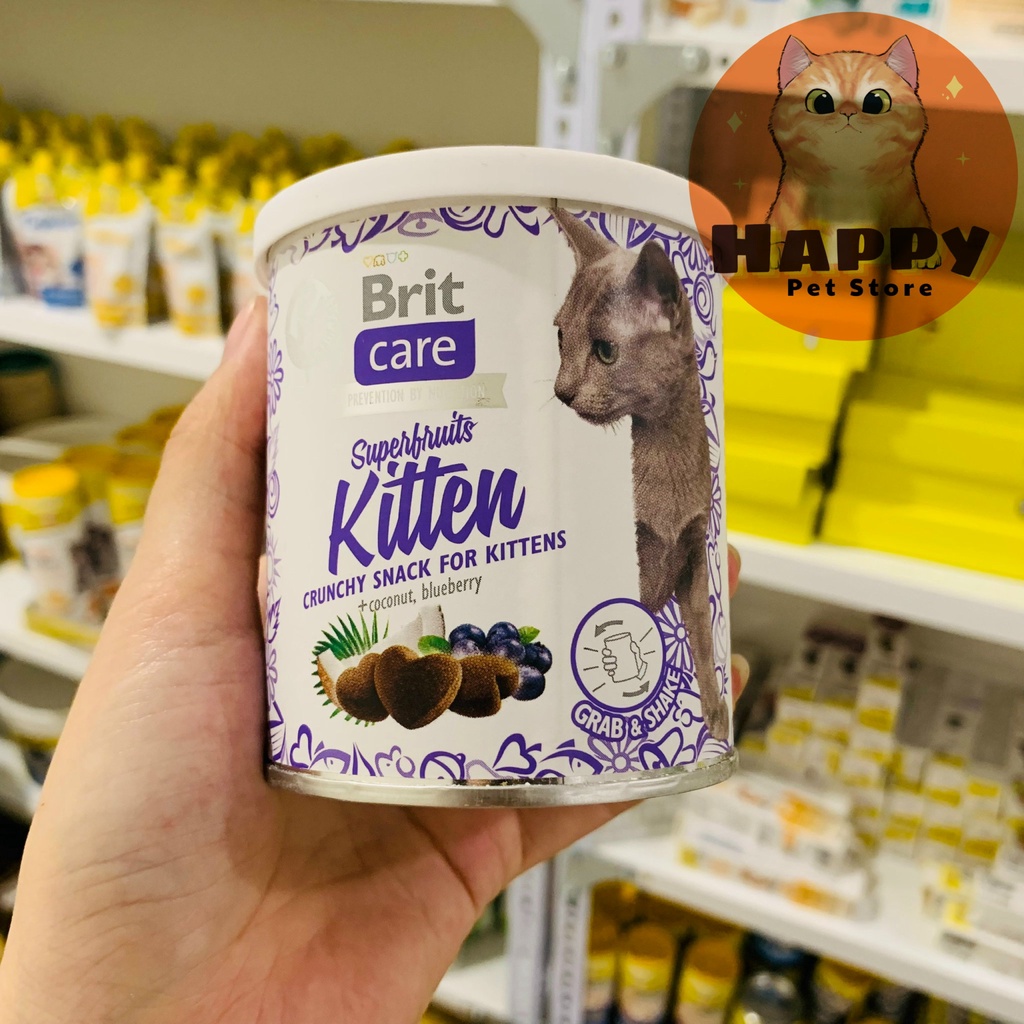 HAPPY
Pet Store
Brit
care
PREVENTION BY NUTRITION
Superfruits
Kitten
CRUNCHY SNACK FOR KITTENS
+coconut, blueberry
GRAB & SHAKE